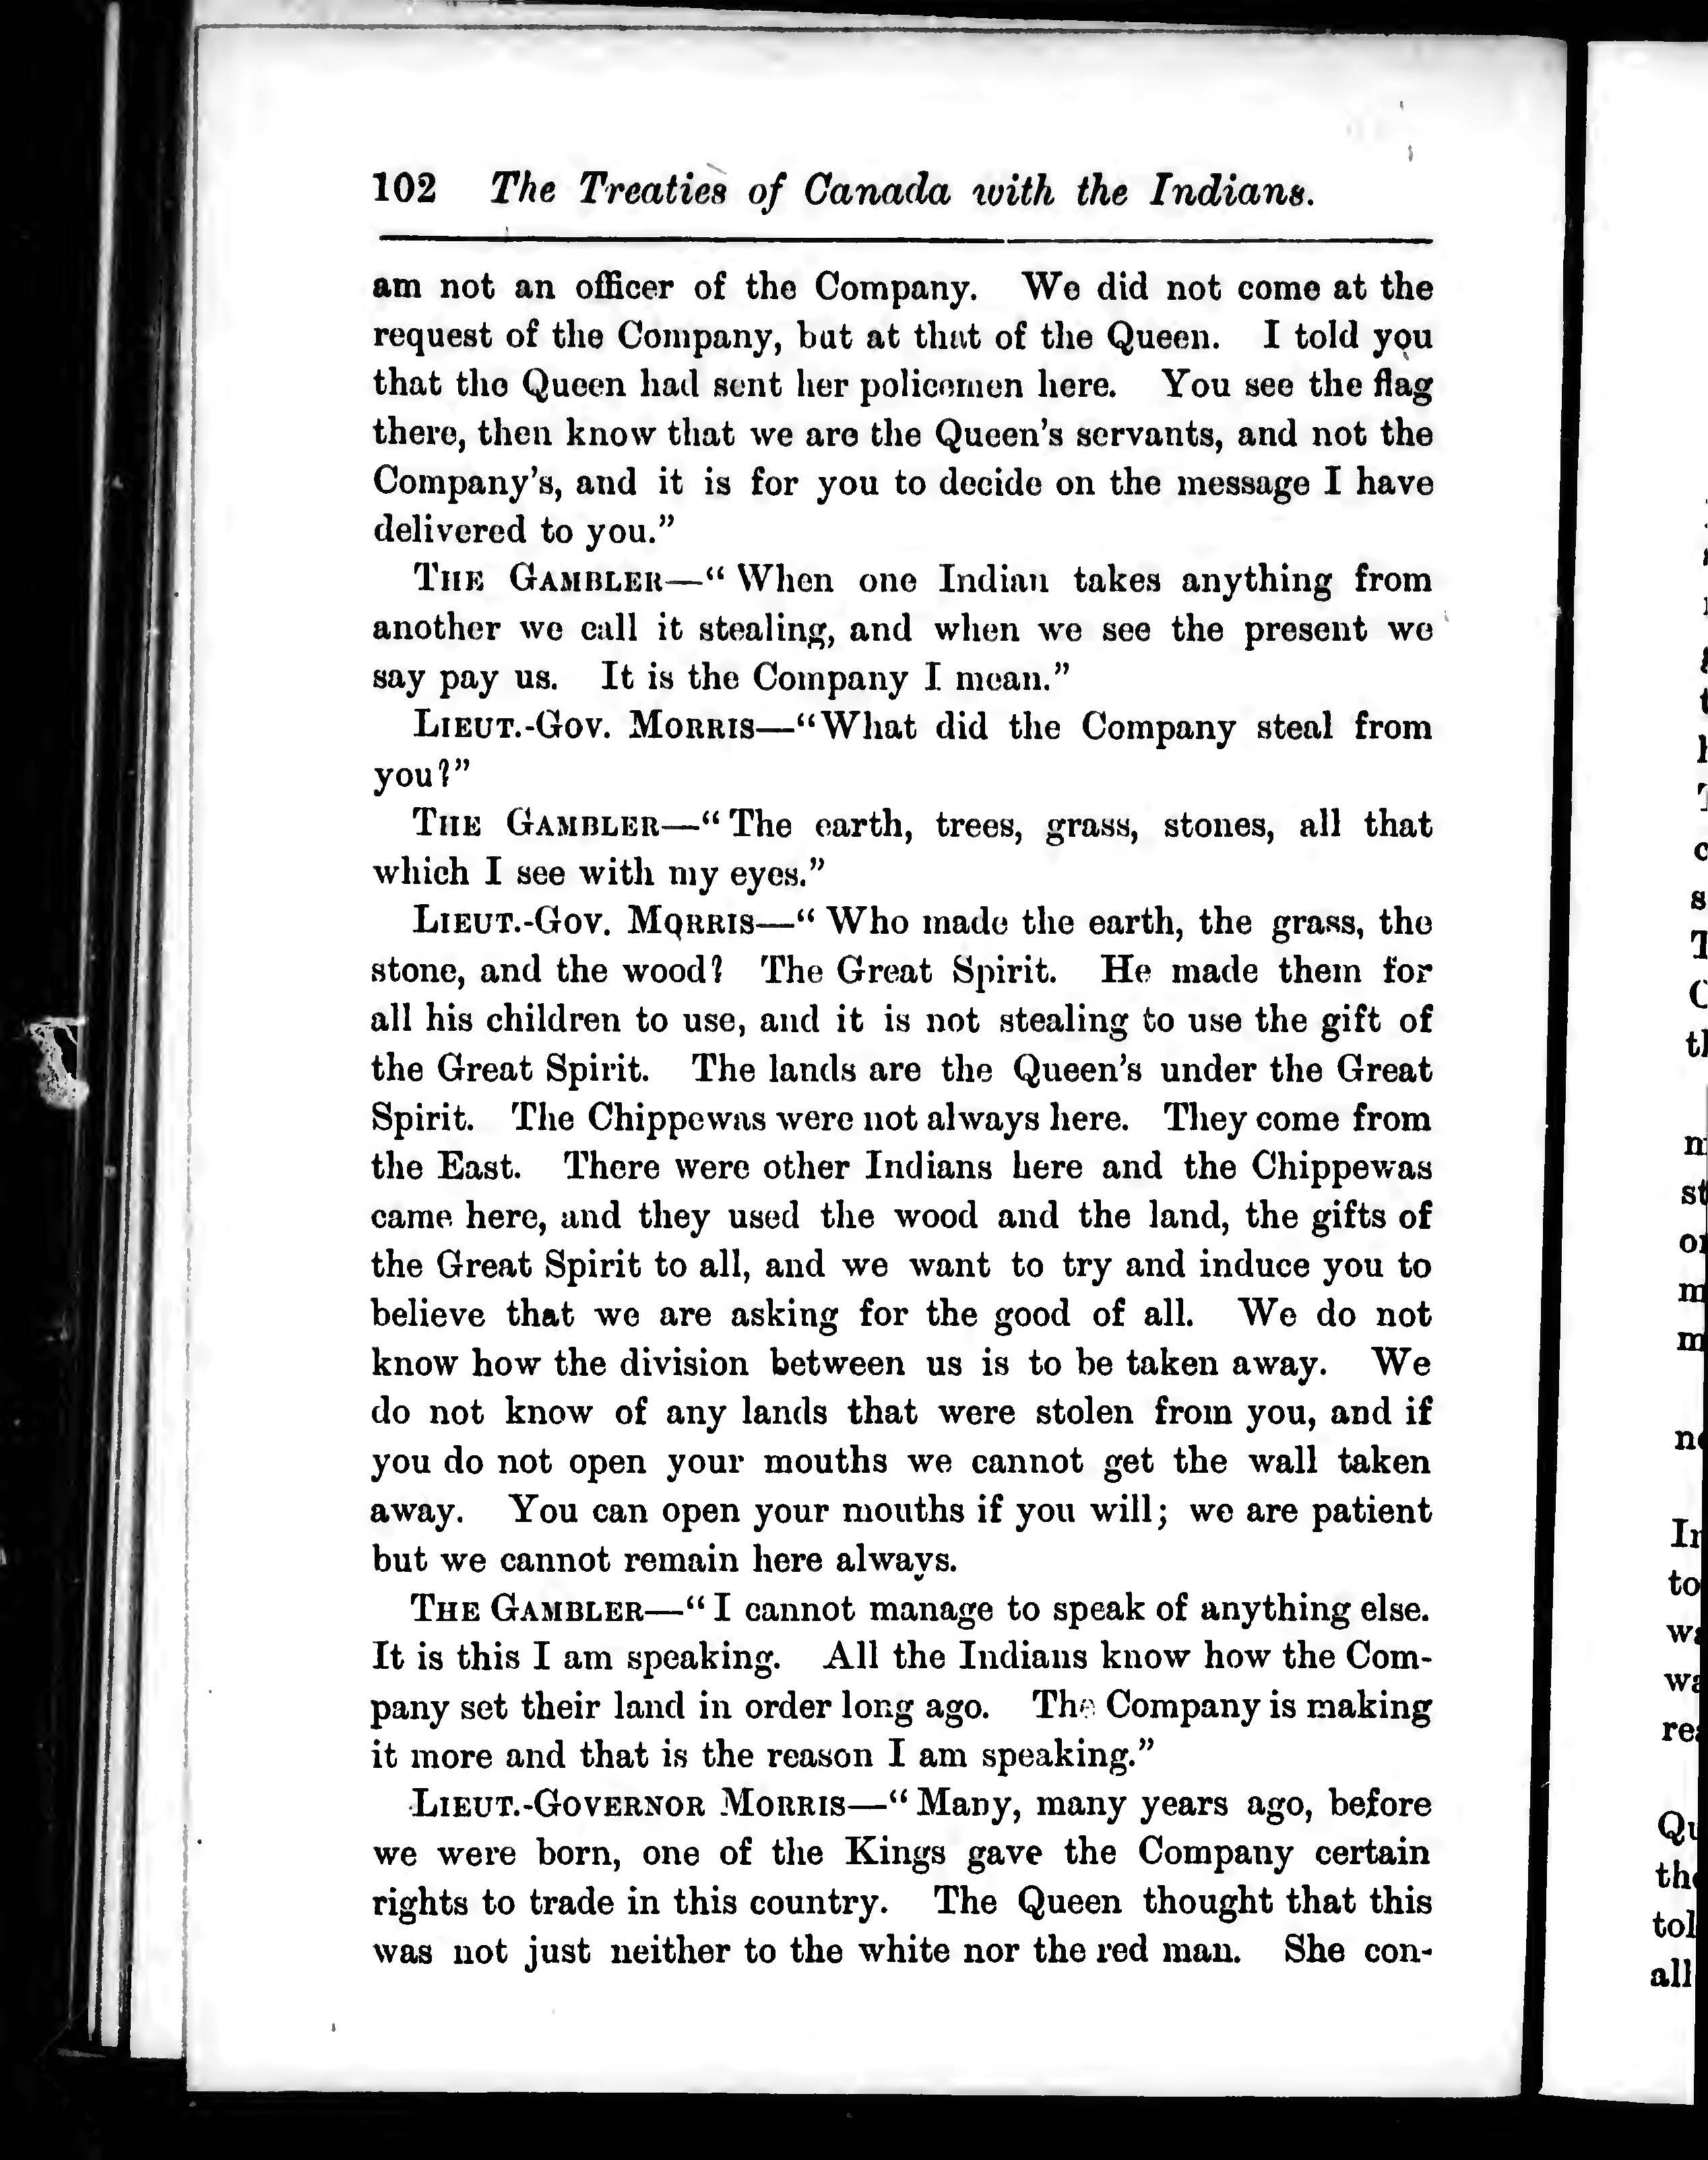 102 The Treaties of Canada with the Indians.
am not an officer of the Company. We did not come at the
request of the Company, but at that of the Queen. I told you
that the Queen had sent her policemen here. You see the flag
there, then know that we are the Queen's servants, and not the
Company's, and it is for you to decide on the message I have
delivered to you.”
THE GAMBLER—“ When one Indian takes anything from
another we call it stealing, and when we see the present we
say pay us. It is the Company I mean.”
LIEUT.-GOV. MORRIS—“What did the Company steal from
you?”
THE GAMBLER—“ The earth, trees, grass, stones, all that
which I see with my eyes.”
LIEUT.-GOV. MORRIS—“ Who made the earth, the grass, the
stone, and the wood? The Great Spirit. He made them for
all his children to use, and it is not stealing to use the gift of
the Great Spirit. The lands are the Queen's under the Great
Spirit. The Chippewas were not always here. They come from
the East. There were other Indians here and the Chippewas
came here, and they used the wood and the land, the gifts of
the Great Spirit to all, and we want to try and induce you to
believe that we are asking for the good of all. We do not
know how the division between us is to be taken away. We
do not know of any lands that were stolen from you, and if
you do not open your mouths we cannot get the wall taken
away. You can open your mouths if you will; we are patient
but we cannot remain here always.
THE GAMBLER—“ I cannot manage to speak of anything else.
It is this I am speaking. All the Indians know how the Com-
pany set their land in order long ago. The Company is making
it more and that is the reason I am speaking.”
LIEUT.-GOVERNOR MORRIS—“ Many, many years ago, before
we were born, one of the Kings gave the Company certain
rights to trade in this country. The Queen thought that this
was not just neither to the white nor the red man. She con-